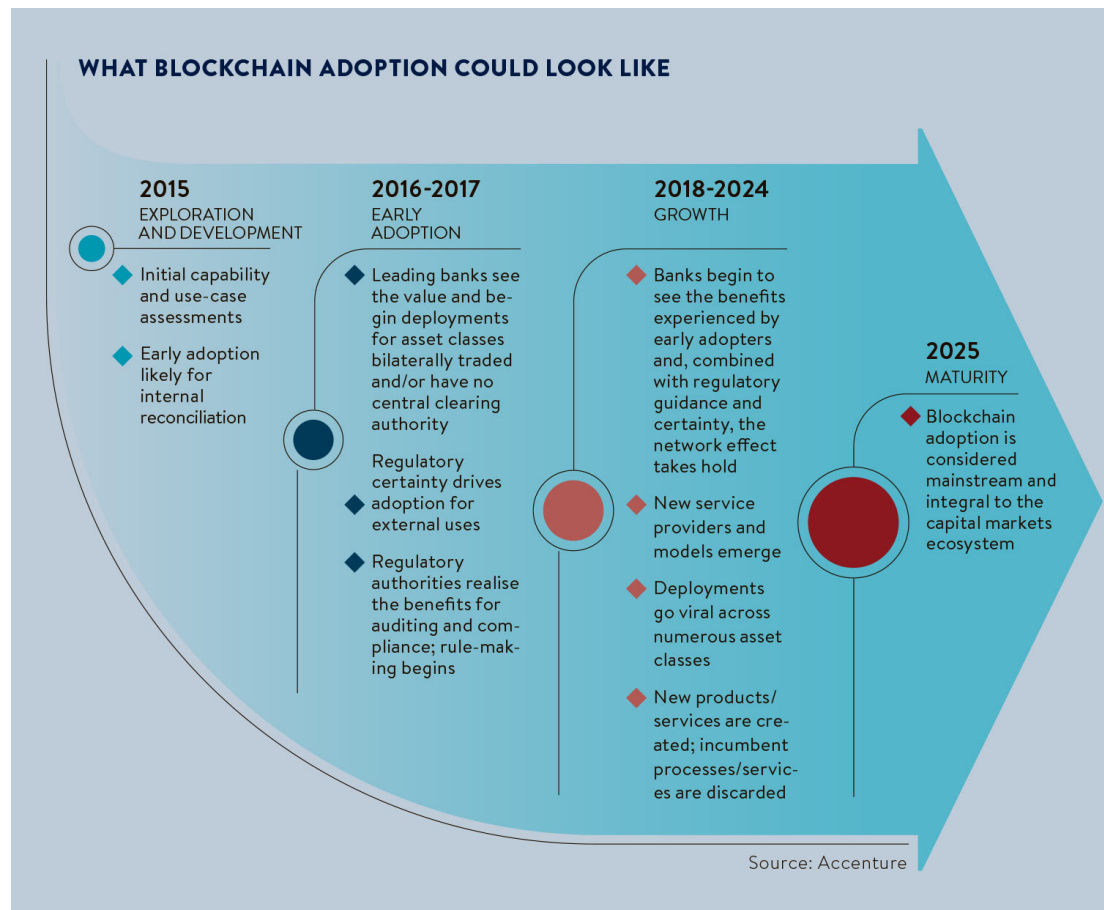 WHAT BLOCKCHAIN ADOPTION COULD LOOK LIKE
2015
EXPLORATION
AND DEVELOPMENT
Initial capability
and use-case
assessments
Early adoption
likely for
internal
reconciliation
2016-2017
EARLY
ADOPTION
Leading banks see
the value and be-
gin deployments
for asset classes
bilaterally traded
and/or have no
central clearing
authority
Regulatory
certainty drives
adoption for
external uses
Regulatory
authorities realise
the benefits for
auditing and com-
pliance; rule-mak-
ing begins
2018-2024
GROWTH
Banks begin to
see the benefits
experienced by
early adopters
and, combined
with regulatory
guidance and
certainty, the
network effect
takes hold
New service
providers and
models emerge
Deployments
go viral across
numerous asset
classes
New products/
services are cre-
ated; incumbent
processes/servic-
es are discarded
2025
MATURITY
Blockchain
adoption is
considered
mainstream and
integral to the
capital markets
ecosystem
Source: Accenture